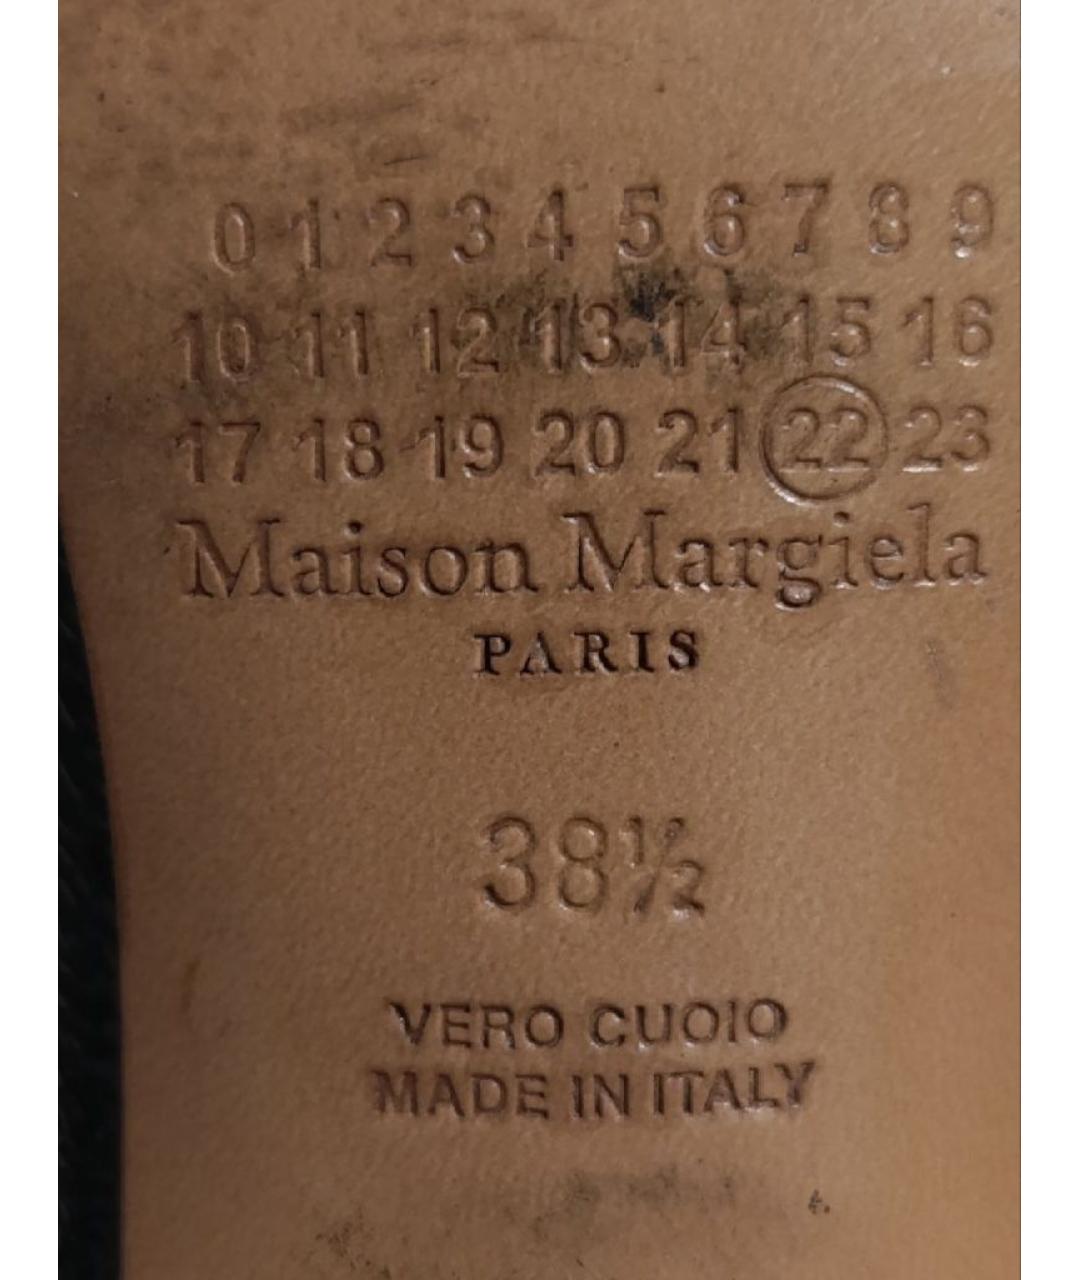 0 1 2 3 4 5 6 7 8 9
10 11 12 13 14 15 16
17 18 19 20 21 22 23
Maison Margiela
PARIS
38½
VERO CUOIO
MADE IN ITALY